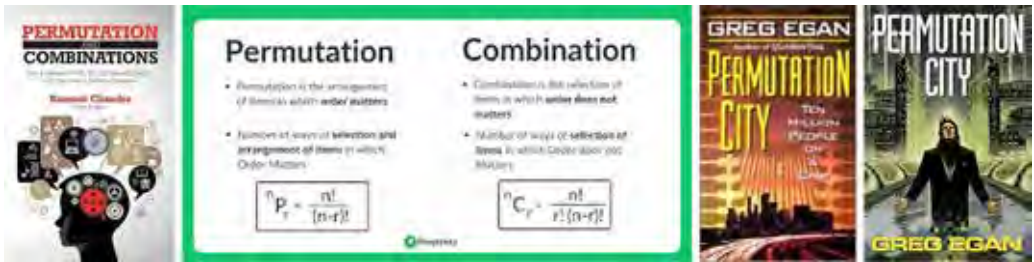 PERMUTATION
COMBINATIONS
Ramesh Chandra
Permutation
• Permutation is the arrangement
of items in which order matters
• Number of ways of selection and
arrangement of items in which
Order Matters
nPr = n!
(n-r)!
Combination
• Combination is the selection of
items in which order does not
matters
• Number of ways of selection of
items in which Order does not
Matters
nCr = n!
r! (n-r)!
GREG EGAN
PERMUTATION
CITY
TEN
MILLION
PEOPLE
ON
A
CHIP
PERMUTATION
CITY
GREG EGAN